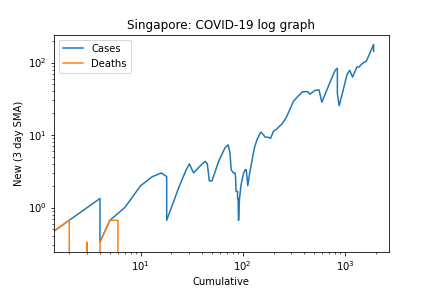 Singapore: COVID-19 log graph
Cases
Deaths
10²
10¹
10⁰
New (3 day SMA)
10¹ 10² 10³
Cumulative